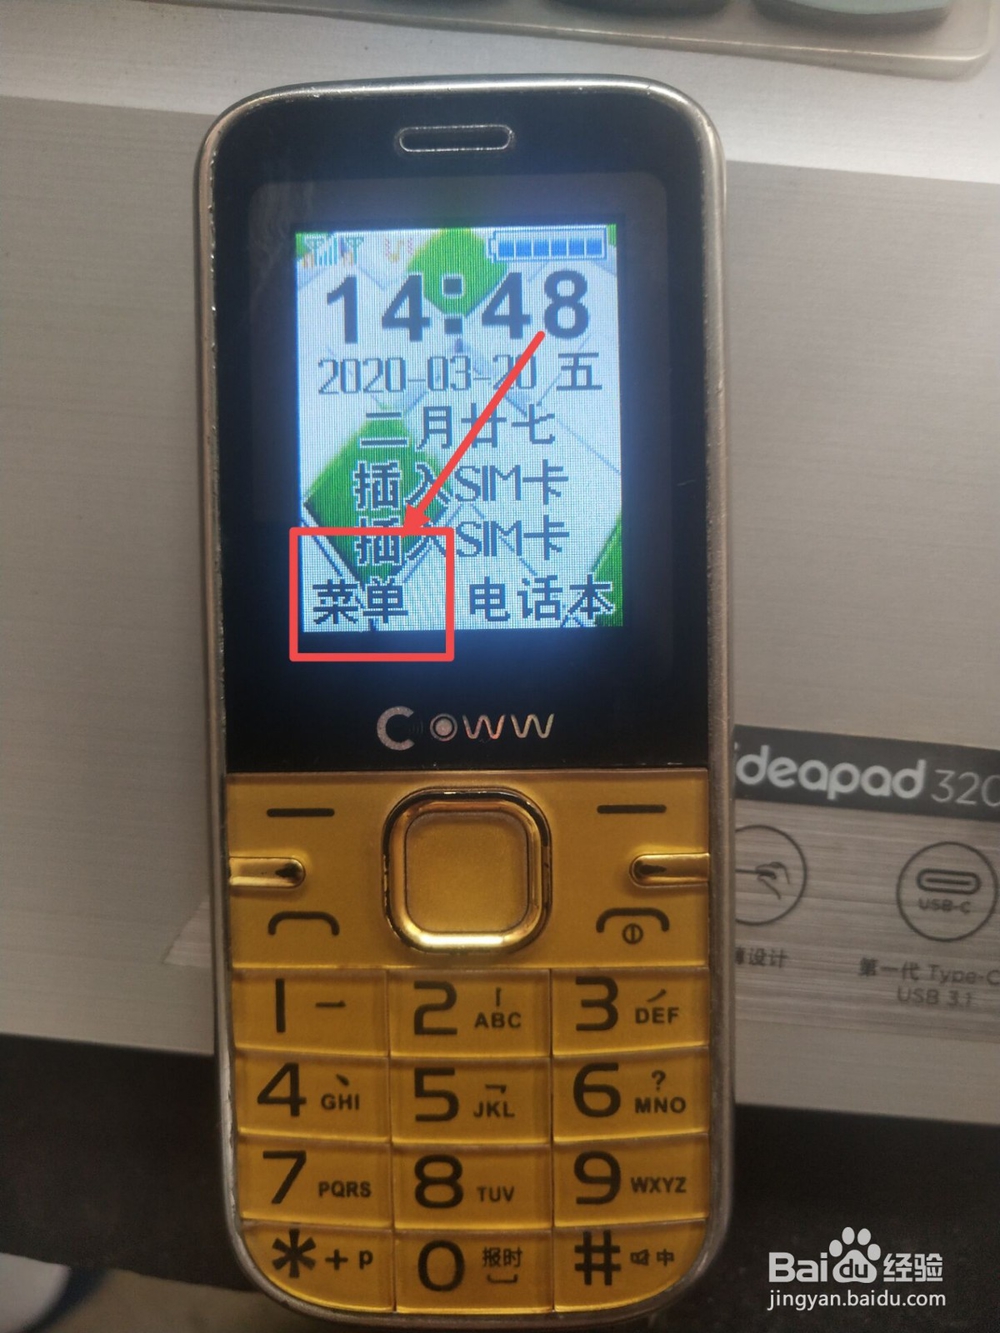 14:48
2020-03-20 五
二月廿七
插入SIM卡
插入SIM卡
菜单 电话本
Coww
ideapad 320
USB-C
设计
第一代 Type-C
USB 3.1
1
2 ABC
3 DEF
4 GHI
5 JKL
6 ? MNO
7 PQRS
8 TUV
9 WXYZ
* + P
0 报时
# 中
Bai du 经验
jingyan.baidu.com